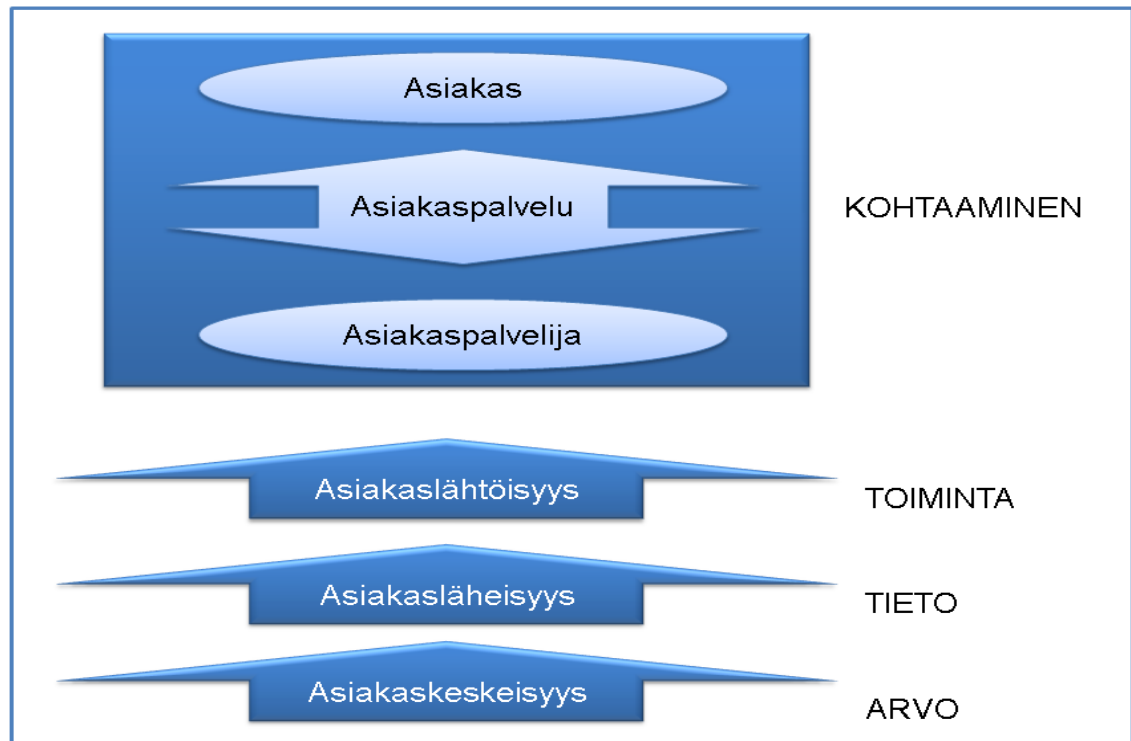 Asiakas
Asiakaspalvelu
KOHTAAMINEN
Asiakaspalvelija
Asiakaslähtöisyys
TOIMINTA
Asiakasläheisyys
TIETO
Asiakaskeskeisyys
ARVO